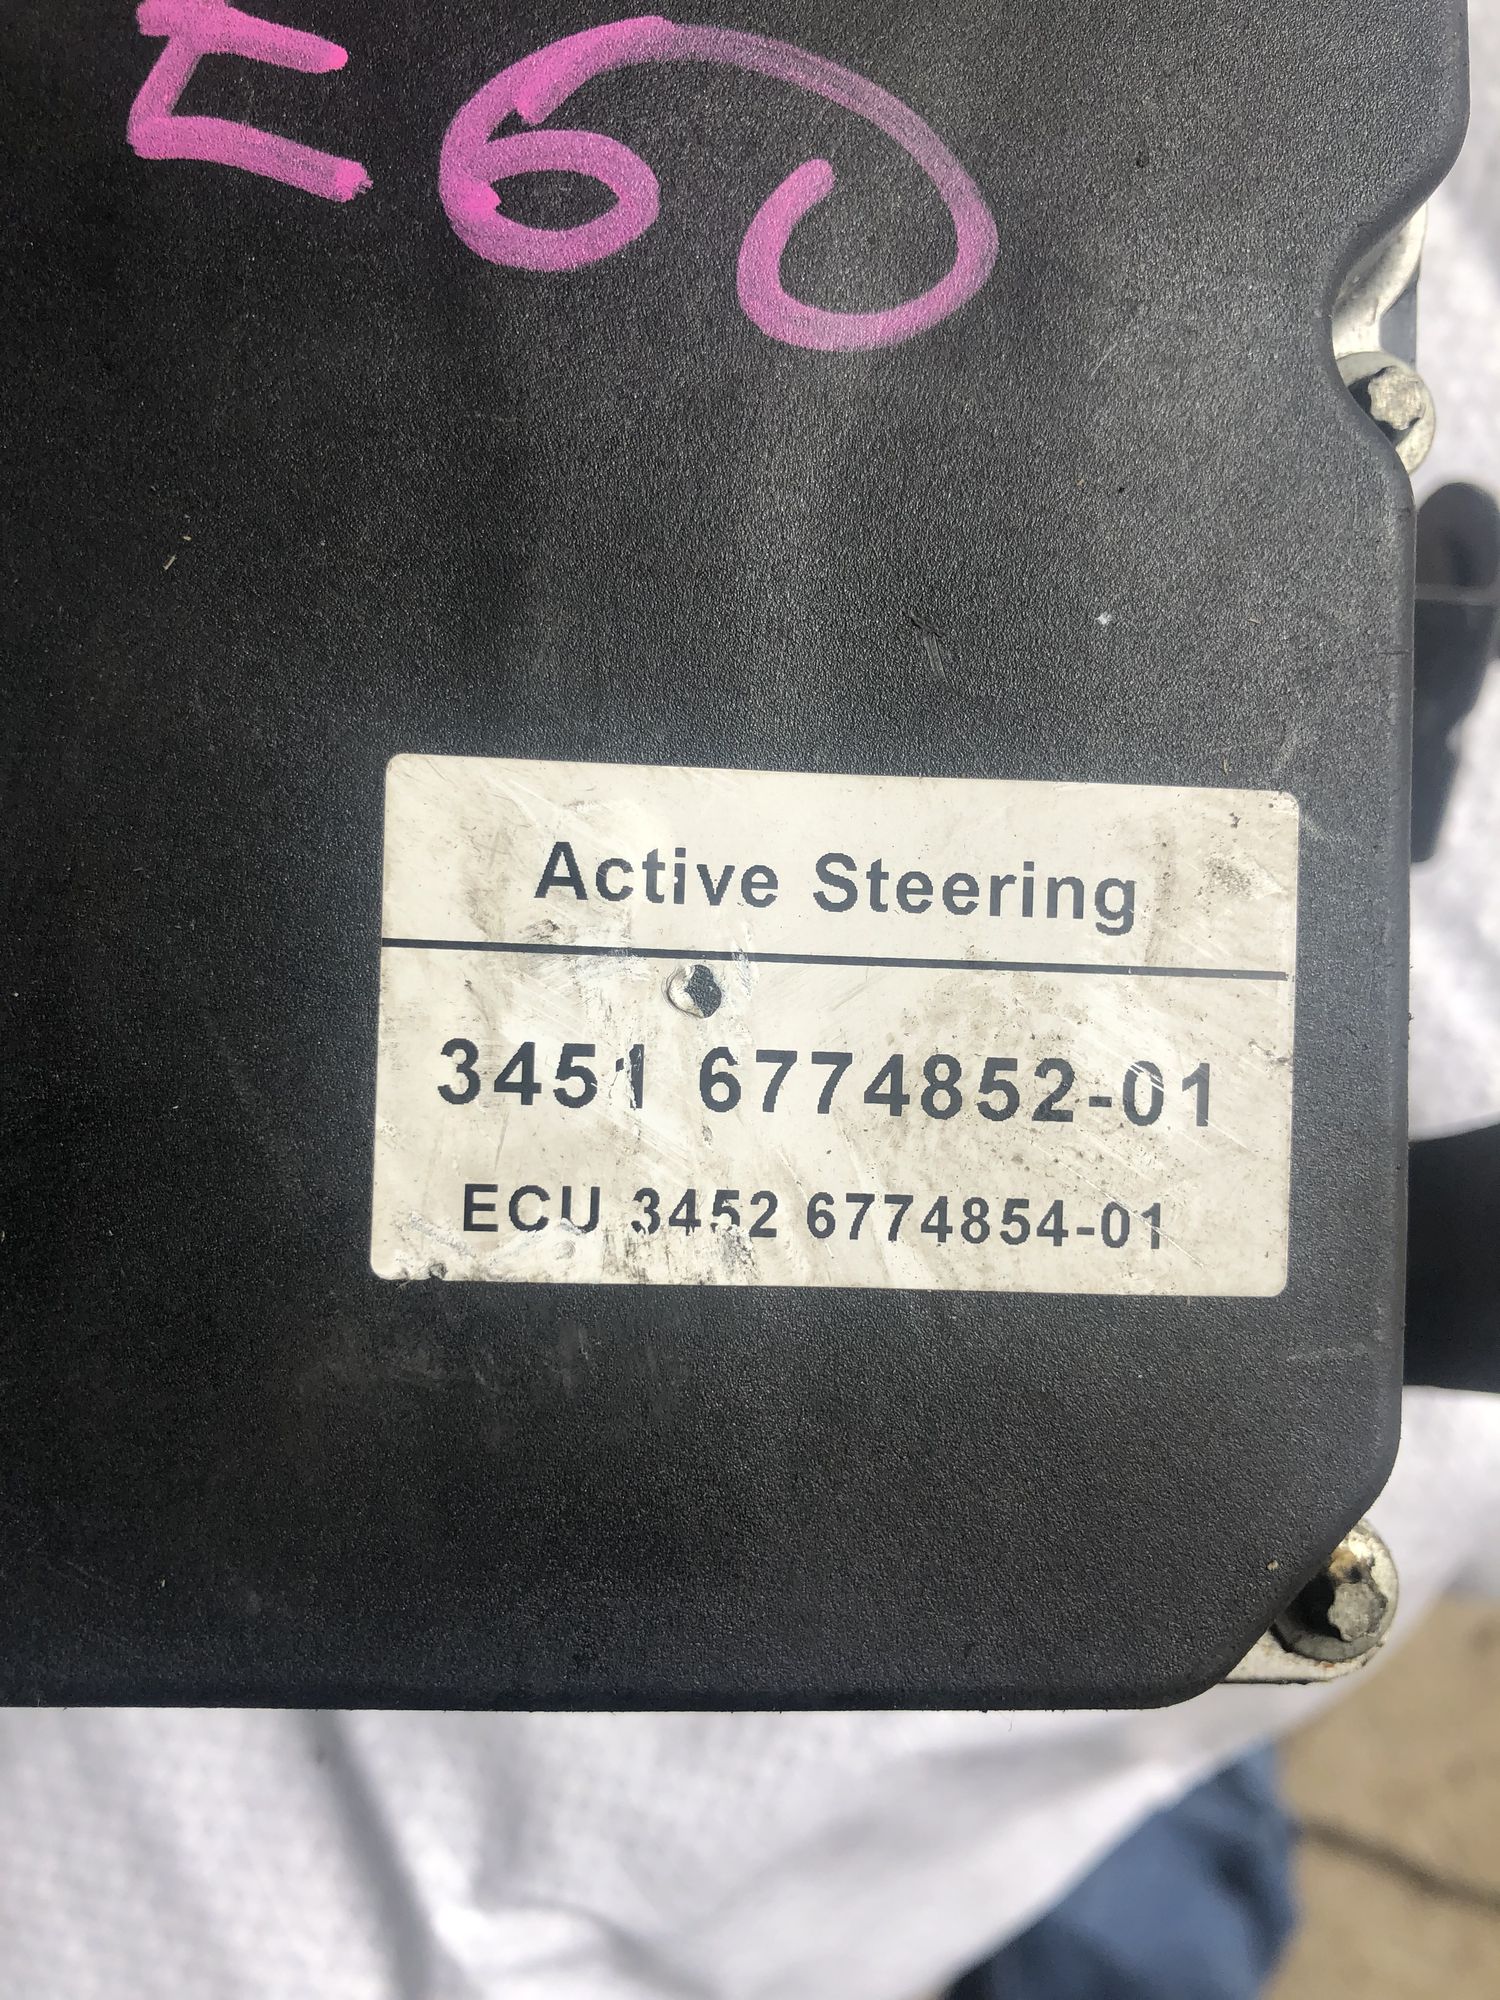 E60
Active Steering
3451 6774852-01
ECU 3452 6774854-01